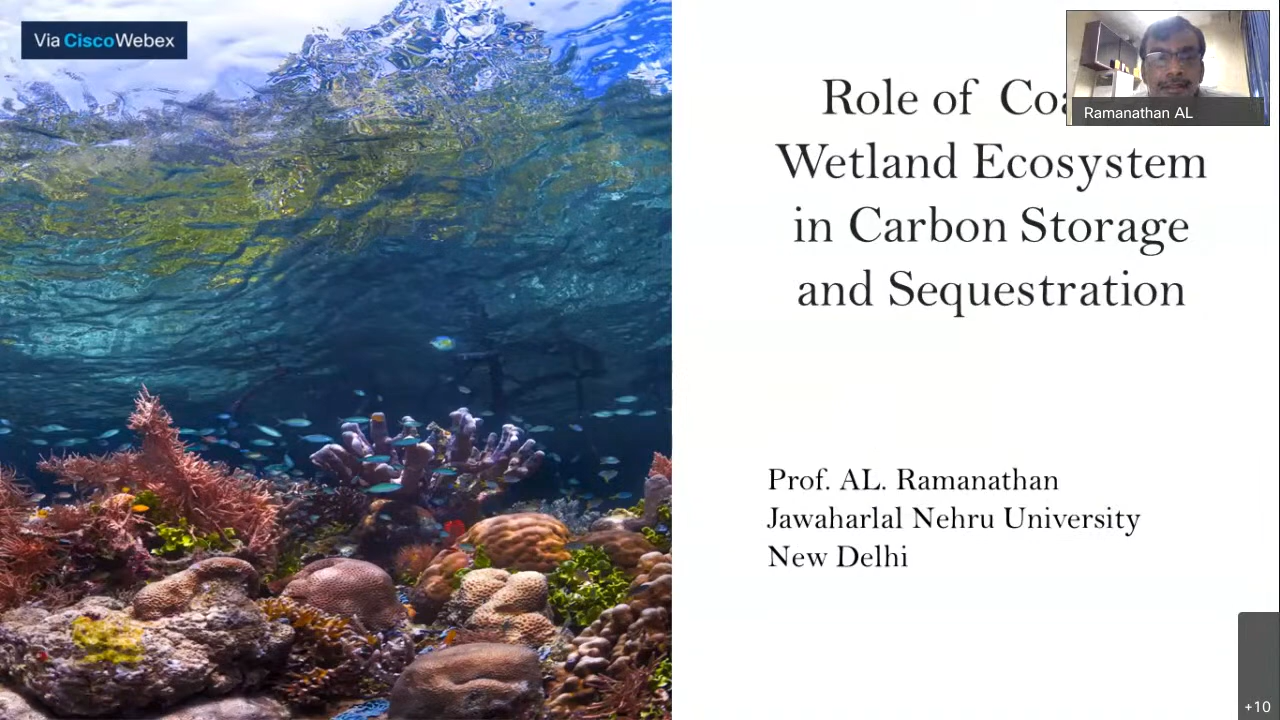 Via CiscoWebex
Role of Coa
Wetland Ecosystem
in Carbon Storage
and Sequestration
Ramanathan AL
Prof. AL. Ramanathan
Jawaharlal Nehru University
New Delhi
+10